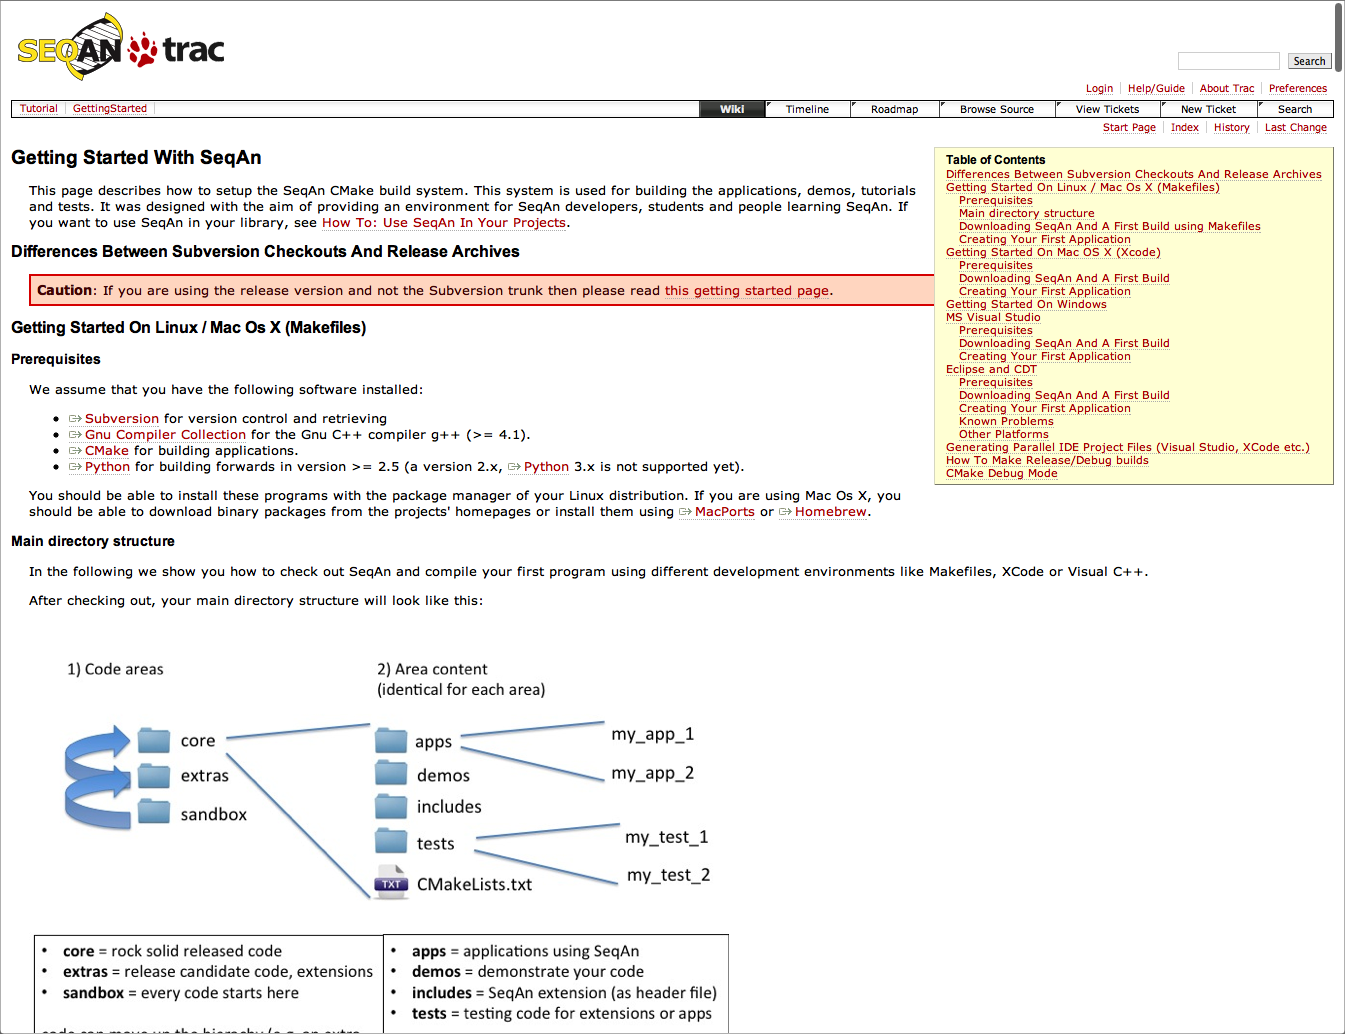 SEQAN trac
Search
Login Help/Guide About Trac Preferences
Tutorial GettingStarted
Wiki Timeline Roadmap Browse Source View Tickets New Ticket Search
Start Page Index History Last Change
Getting Started With SeqAn
This page describes how to setup the SeqAn CMake build system. This system is used for building the applications, demos, tutorials
and tests. It was designed with the aim of providing an environment for SeqAn developers, students and people learning SeqAn. If
you want to use SeqAn in your library, see How To: Use SeqAn In Your Projects.
Differences Between Subversion Checkouts And Release Archives
Caution: If you are using the release version and not the Subversion trunk then please read this getting started page.
Getting Started On Linux / Mac Os X (Makefiles)
Prerequisites
We assume that you have the following software installed:
• Subversion for version control and retrieving
• Gnu Compiler Collection for the Gnu C++ compiler g++ (>= 4.1).
• CMake for building applications.
• Python for building forwards in version >= 2.5 (a version 2.x, Python 3.x is not supported yet).
You should be able to install these programs with the package manager of your Linux distribution. If you are using Mac Os X, you
should be able to download binary packages from the projects' homepages or install them using MacPorts or Homebrew.
Table of Contents
Differences Between Subversion Checkouts And Release Archives
Getting Started On Linux / Mac Os X (Makefiles)
Prerequisites
Main directory structure
Downloading SeqAn And A First Build using Makefiles
Creating Your First Application
Getting Started On Mac OS X (Xcode)
Prerequisites
Downloading SeqAn And A First Build
Creating Your First Application
Getting Started On Windows
MS Visual Studio
Prerequisites
Downloading SeqAn And A First Build
Creating Your First Application
Eclipse and CDT
Prerequisites
Downloading SeqAn And A First Build
Creating Your First Application
Known Problems
Other Platforms
Generating Parallel IDE Project Files (Visual Studio, XCode etc.)
How To Make Release/Debug builds
CMake Debug Mode
Main directory structure
In the following we show you how to check out SeqAn and compile your first program using different development environments like Makefiles, XCode or Visual C++.
After checking out, your main directory structure will look like this:
1) Code areas
core
extras
sandbox
2) Area content
(identical for each area)
apps
demos
includes
tests
TXT CMakeLists.txt
my_app_1
my_app_2
my_test_1
my_test_2
• core = rock solid released code
• extras = release candidate code, extensions
• sandbox = every code starts here
code can move up the hierarchy (e.g. an extra
• apps = applications using SeqAn
• demos = demonstrate your code
• includes = SeqAn extension (as header file)
• tests = testing code for extensions or apps